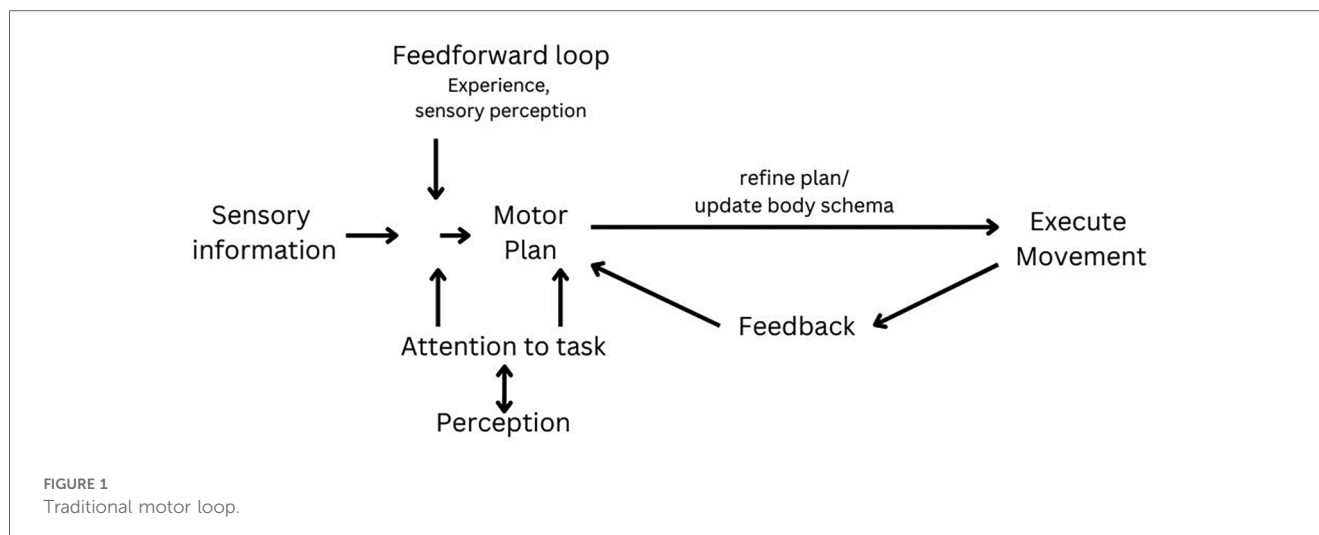 Feedforward loop
Experience,
sensory perception
refine plan/
update body schema
Sensory
information
Motor
Plan
Execute
Movement
Feedback
Attention to task
Perception
FIGURE 1
Traditional motor loop.